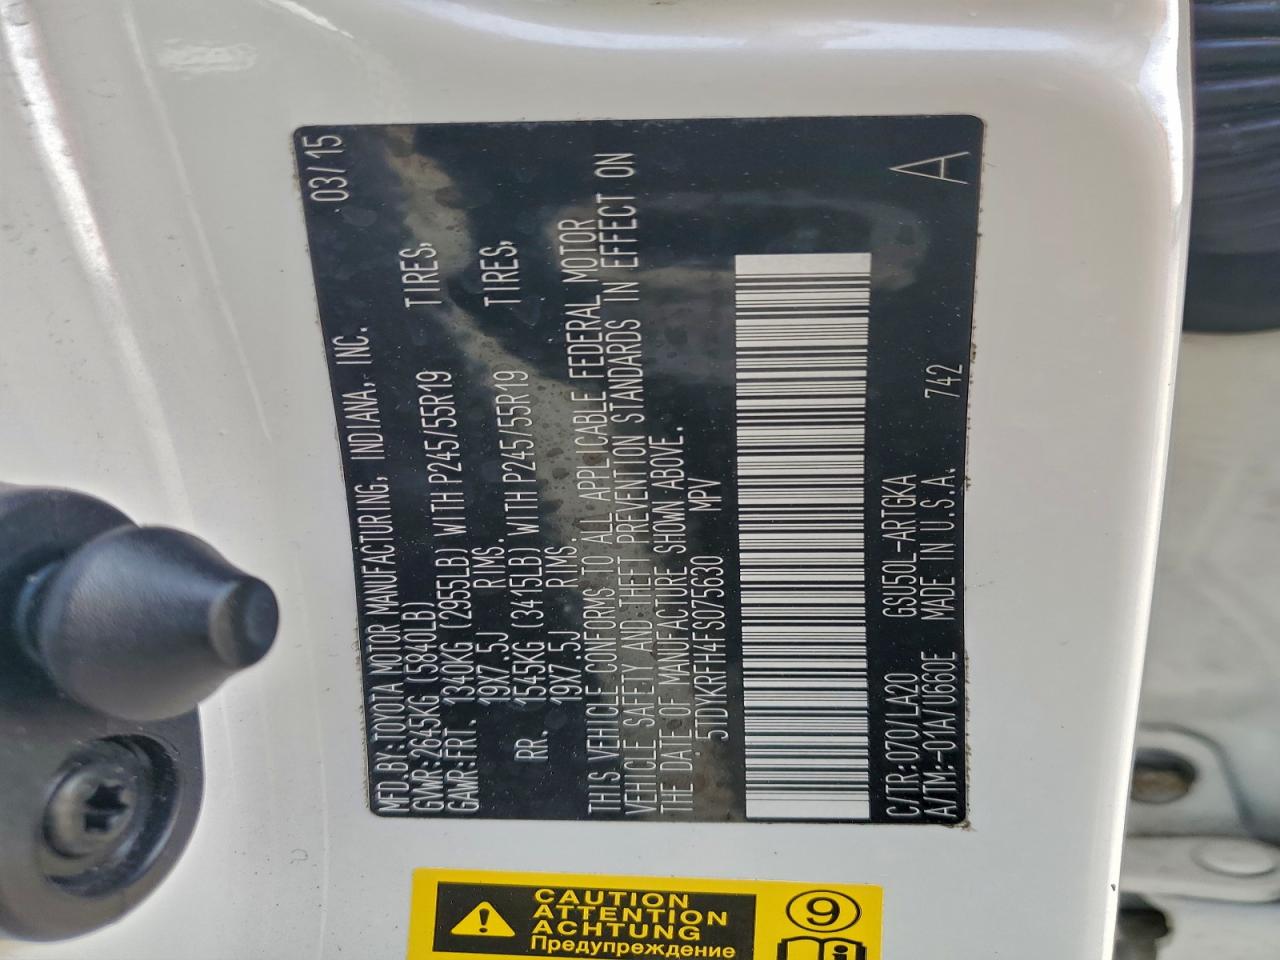 03/15
MFD.BY:TOYOTA MOTOR MANUFACTURING, INDIANA, INC.
GVWR:2645KG (5840LB)
GAWR:FRT. 1340KG (2955LB) WITH P245/55R19 TIRES,
19X7.5J RIMS.
RR. 1545KG (3415LB) WITH P245/55R19 TIRES,
19X7.5J RIMS.
THIS VEHICLE CONFORMS TO ALL APPLICABLE FEDERAL MOTOR
VEHICLE SAFETY AND THEFT PREVENTION STANDARDS IN EFFECT ON
THE DATE OF MANUFACTURE SHOWN ABOVE.
5TDYKRFH4FS075630 MPV
C/TR:070/LA20 GSU50L-ARTGKA
A/TM:-01A/U660E MADE IN U.S.A. 742
A
CAUTION
ATTENTION
ACHTUNG
Предупреждение
9